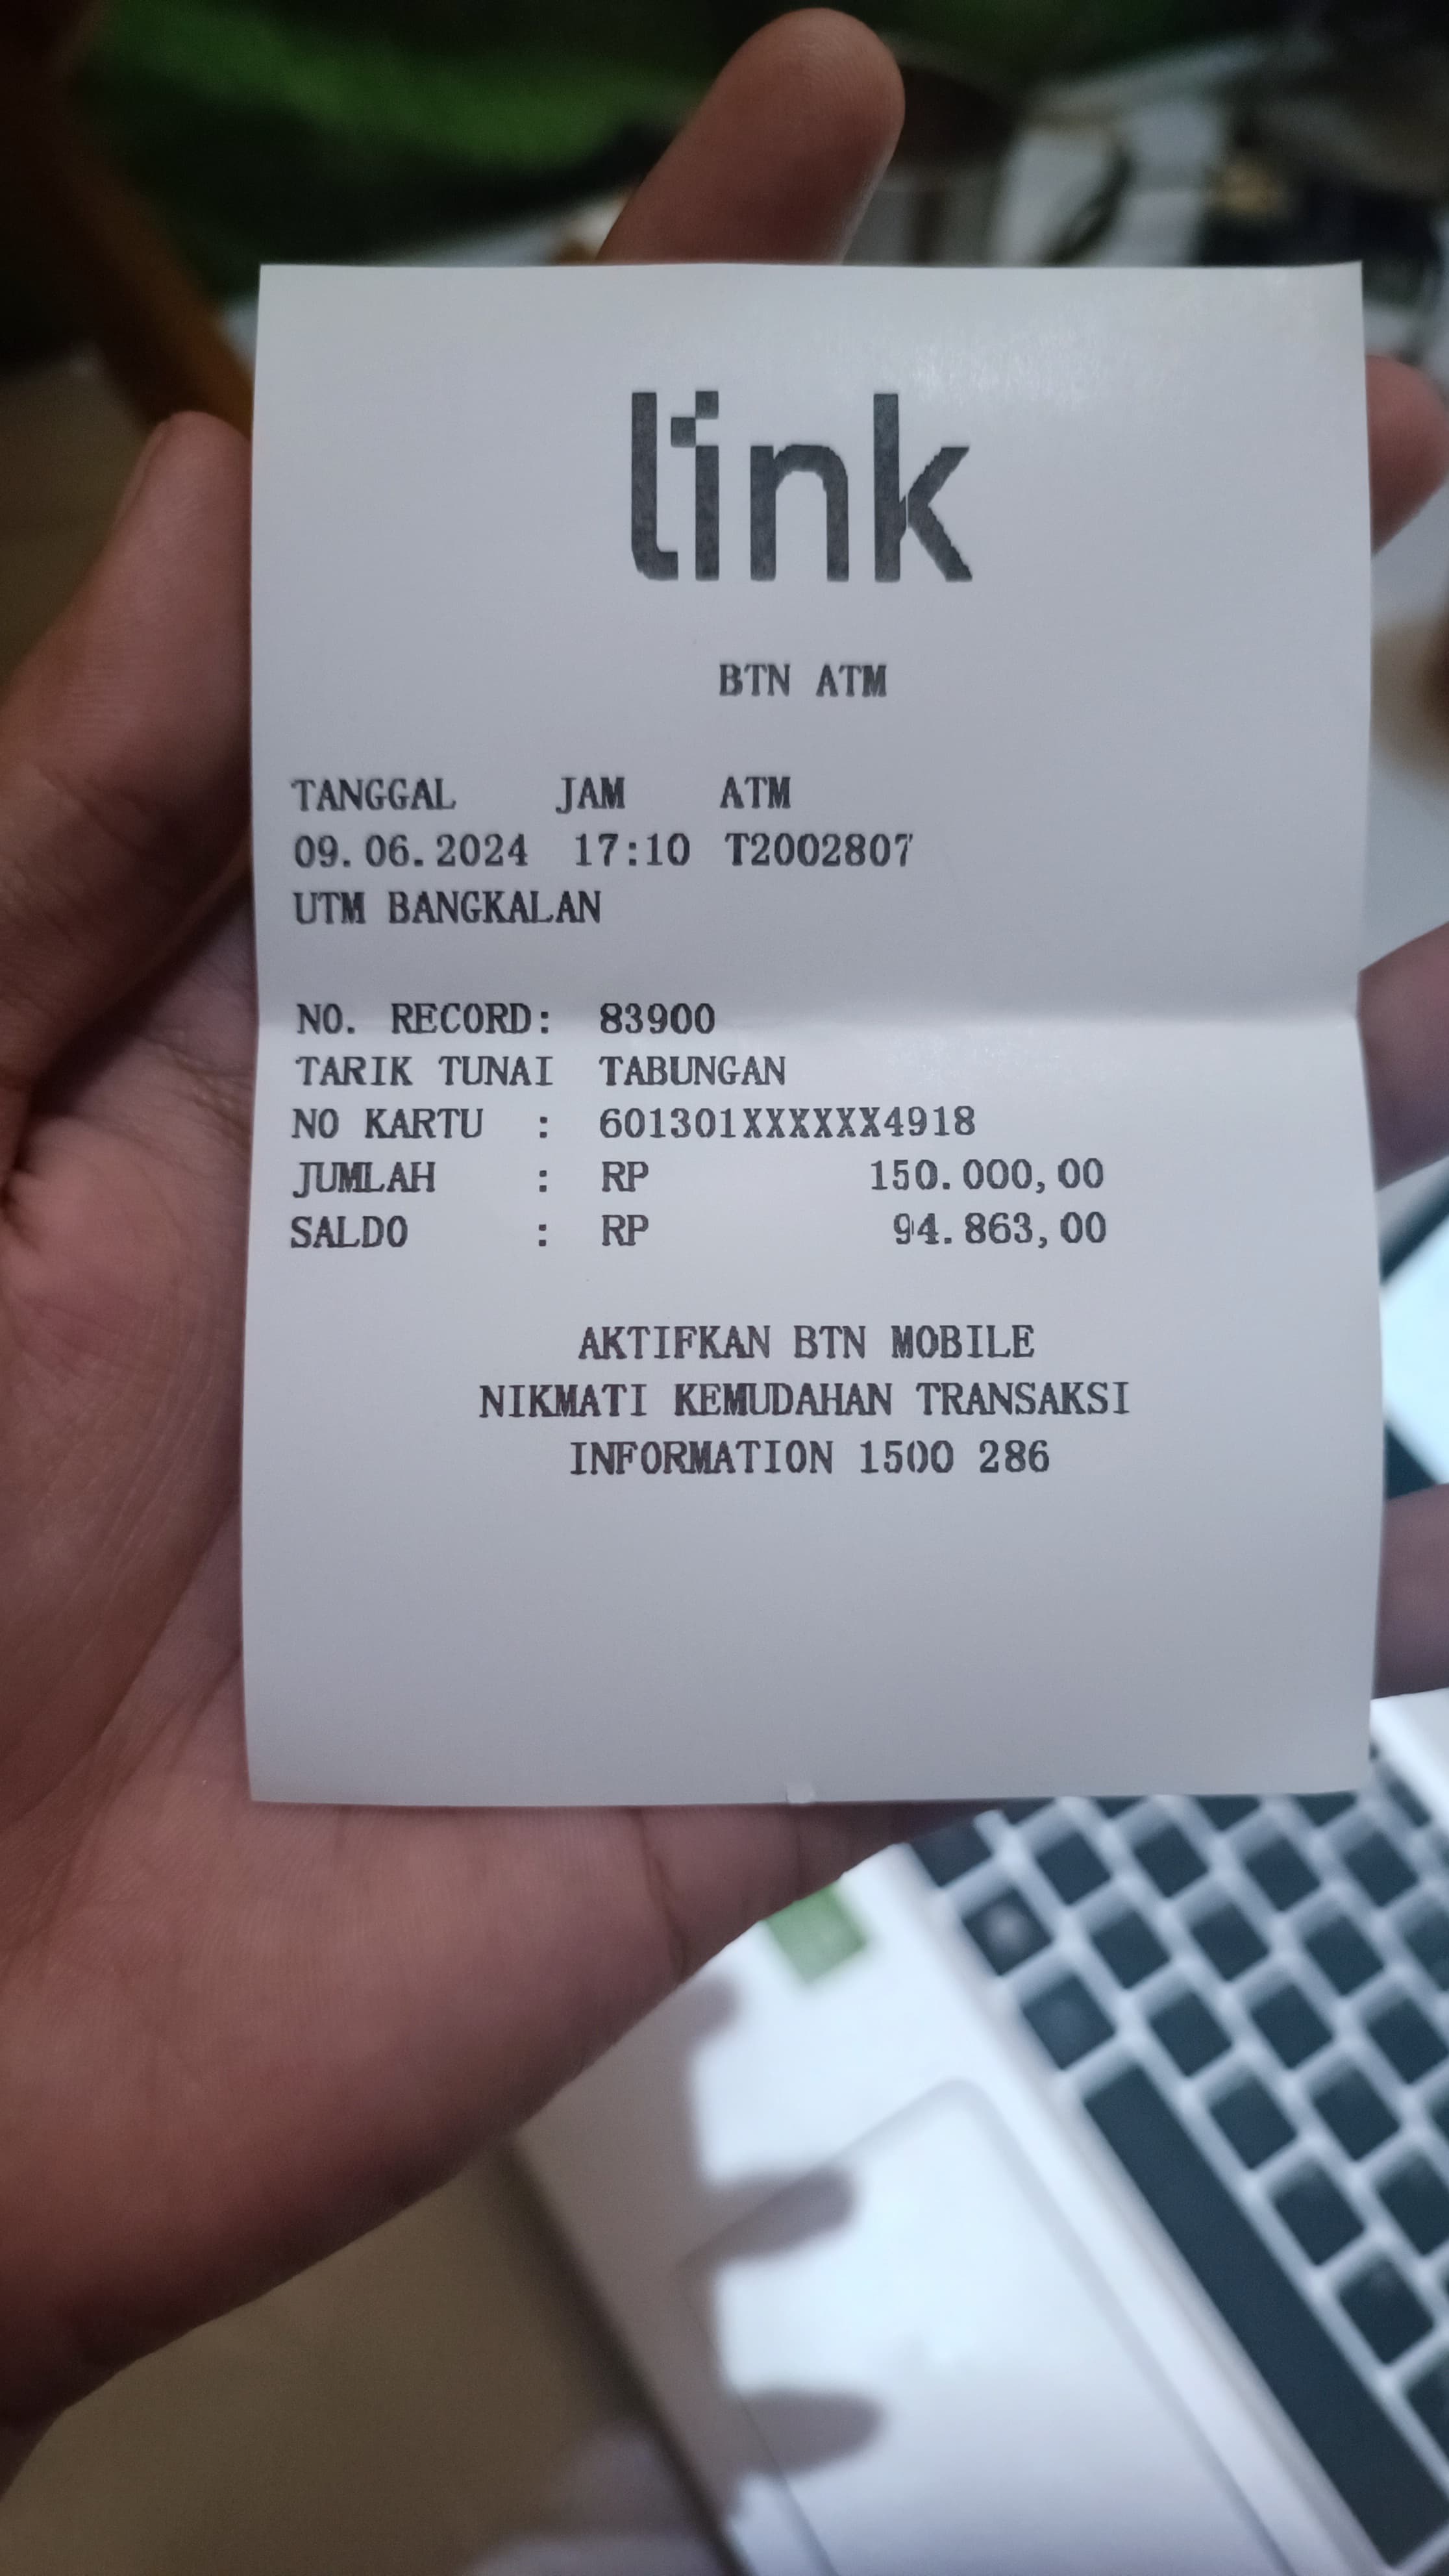 link
BTN ATM
TANGGAL JAM ATM
09.06.2024 17:10 T2002807
UTM BANGKALAN
NO. RECORD: 83900
TARIK TUNAI TABUNGAN
NO KARTU : 601301XXXXXX4918
JUMLAH : RP 150.000,00
SALDO : RP 94.863,00
AKTIFKAN BTN MOBILE
NIKMATI KEMUDAHAN TRANSAKSI
INFORMATION 1500 286